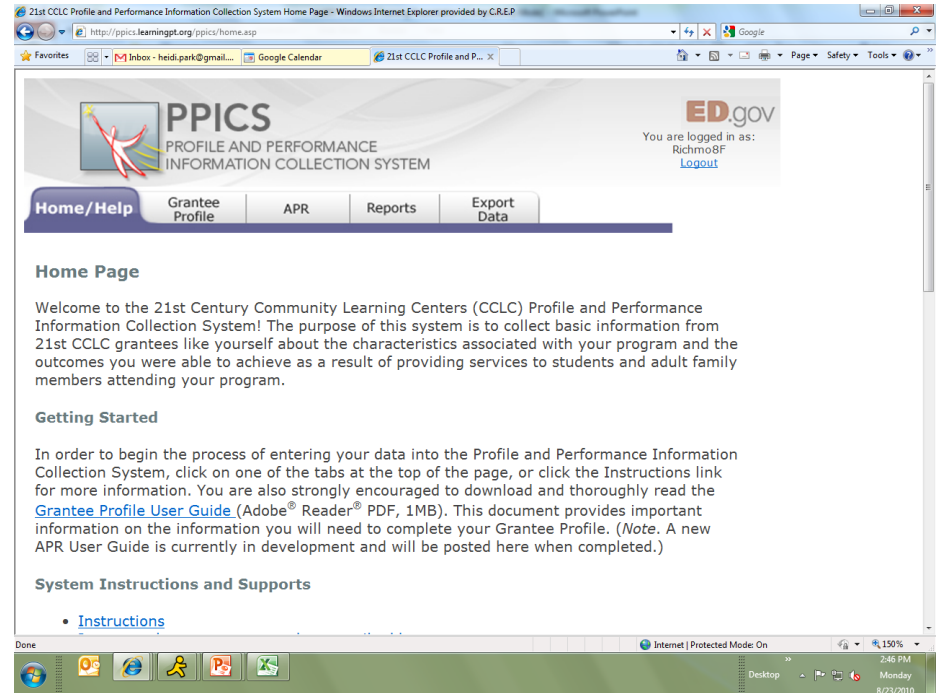 21st CCLC Profile and Performance Information Collection System Home Page - Windows Internet Explorer provided by C.R.E.P
http://ppics.learningpt.org/ppics/home.asp
Google
Favorites
Inbox - heidi.park@gmail....
Google Calendar
21st CCLC Profile and P...
Page
Safety
Tools
PPICS
PROFILE AND PERFORMANCE
INFORMATION COLLECTION SYSTEM
ED.gov
You are logged in as:
Richmo8F
Logout
Home/Help
Grantee
Profile
APR
Reports
Export
Data
Home Page
Welcome to the 21st Century Community Learning Centers (CCLC) Profile and Performance
Information Collection System! The purpose of this system is to collect basic information from
21st CCLC grantees like yourself about the characteristics associated with your program and the
outcomes you were able to achieve as a result of providing services to students and adult family
members attending your program.
Getting Started
In order to begin the process of entering your data into the Profile and Performance Information
Collection System, click on one of the tabs at the top of the page, or click the Instructions link
for more information. You are also strongly encouraged to download and thoroughly read the
Grantee Profile User Guide (Adobe® Reader® PDF, 1MB). This document provides important
information on the information you will need to complete your Grantee Profile. (Note. A new
APR User Guide is currently in development and will be posted here when completed.)
System Instructions and Supports
• Instructions
Done
Internet | Protected Mode: On
150%
Desktop
2:46 PM
Monday
8/23/2010